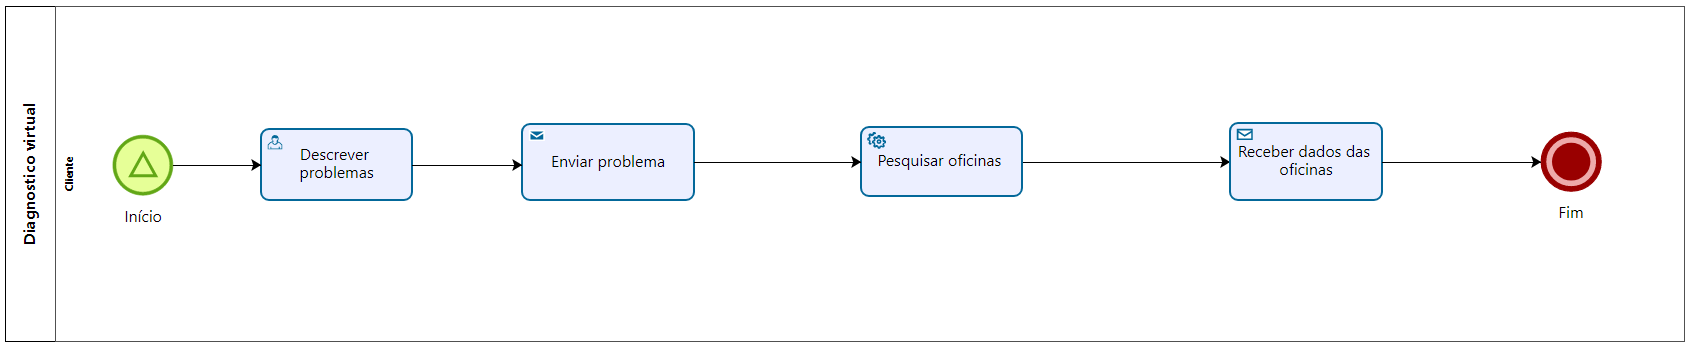 Diagnostico virtual
Cliente
Início
Descrever
problemas
Enviar problema
Pesquisar oficinas
Receber dados das
oficinas
Fim